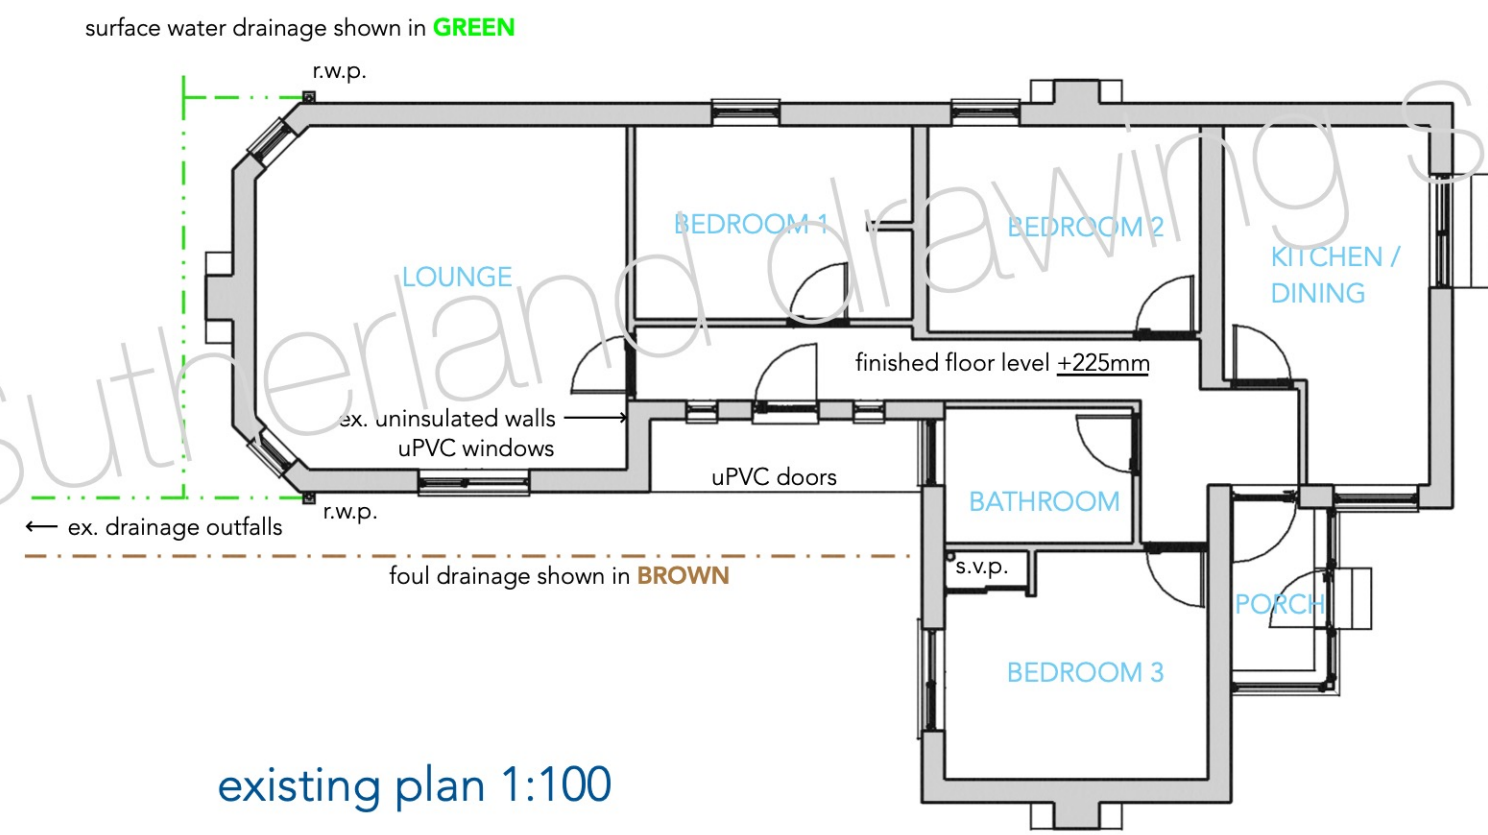 surface water drainage shown in GREEN
r.w.p.
BEDROOM 1
BEDROOM 2
KITCHEN /
DINING
LOUNGE
finished floor level +225mm
ex. uninsulated walls
uPVC windows
uPVC doors
BATHROOM
r.w.p.
ex. drainage outfalls
s.v.p.
foul drainage shown in BROWN
PORCH
BEDROOM 3
existing plan 1:100
sutherland drawing s